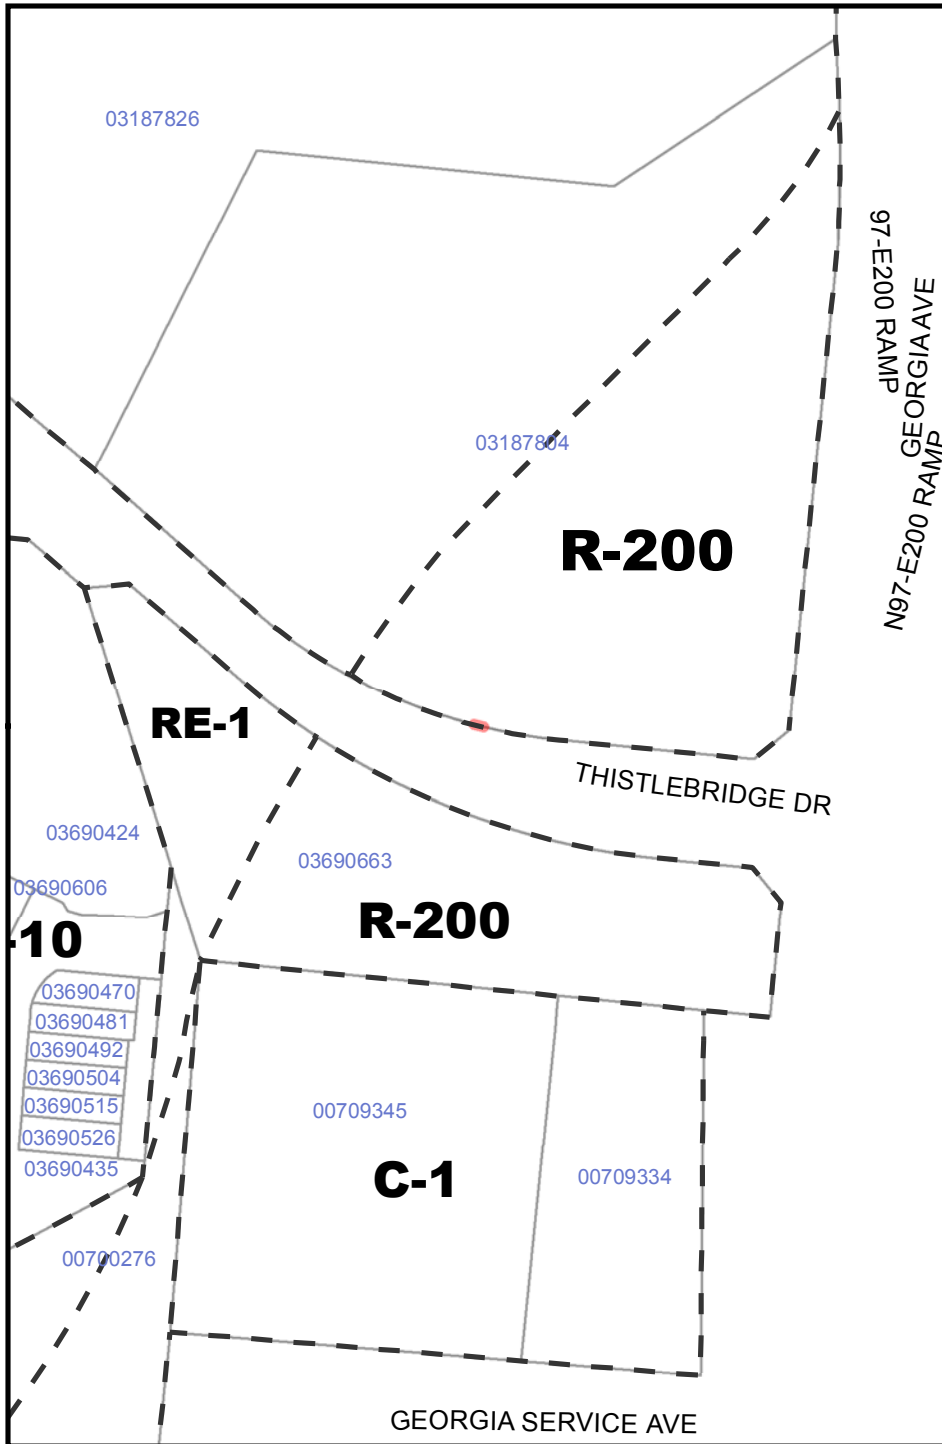 03187826
97-E200 RAMP
GEORGIA AVE
N97-E200 RAMP
03187804
R-200
RE-1
THISTLEBRIDGE DR
03690424
03690663
03690606
R-200
-10
03690470
03690481
03690492
03690504
03690515
03690526
03690435
00709345
C-1
00709334
00700276
GEORGIA SERVICE AVE